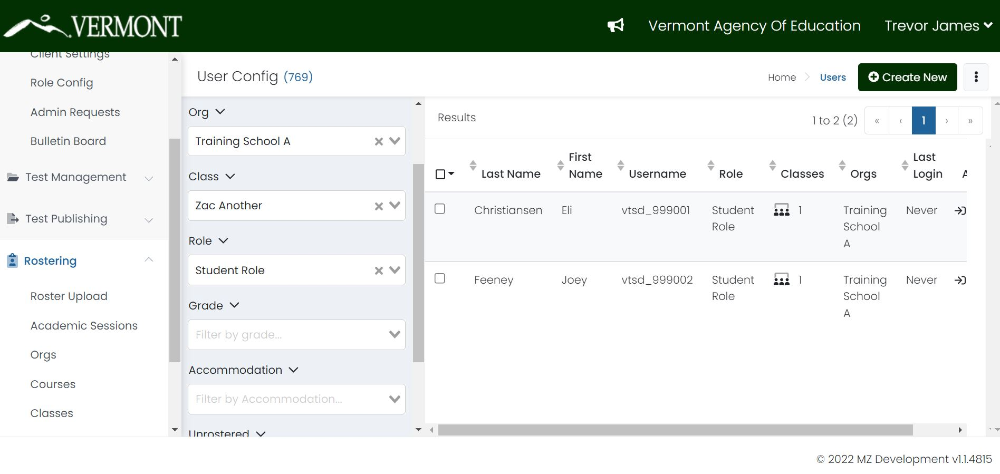 VERMONT
Vermont Agency Of Education
Trevor James
Client Settings
Role Config
Admin Requests
Bulletin Board
Test Management
Test Publishing
Rostering
Roster Upload
Academic Sessions
Orgs
Courses
Classes
User Config (769)
Home
Users
Create New
Org
Training School A
Class
Zac Another
Role
Student Role
Grade
Filter by grade...
Accommodation
Filter by Accommodation...
Unrostered
Results
1 to 2 (2)
« ‹ 1 › »
Last Name
First
Name
Username
Role
Classes
Orgs
Last
Login
Christiansen
Eli
vtsd_999001
Student
Role
1
Training
School
A
Never
Feeney
Joey
vtsd_999002
Student
Role
1
Training
School
A
Never
© 2022 MZ Development v1.1.4815